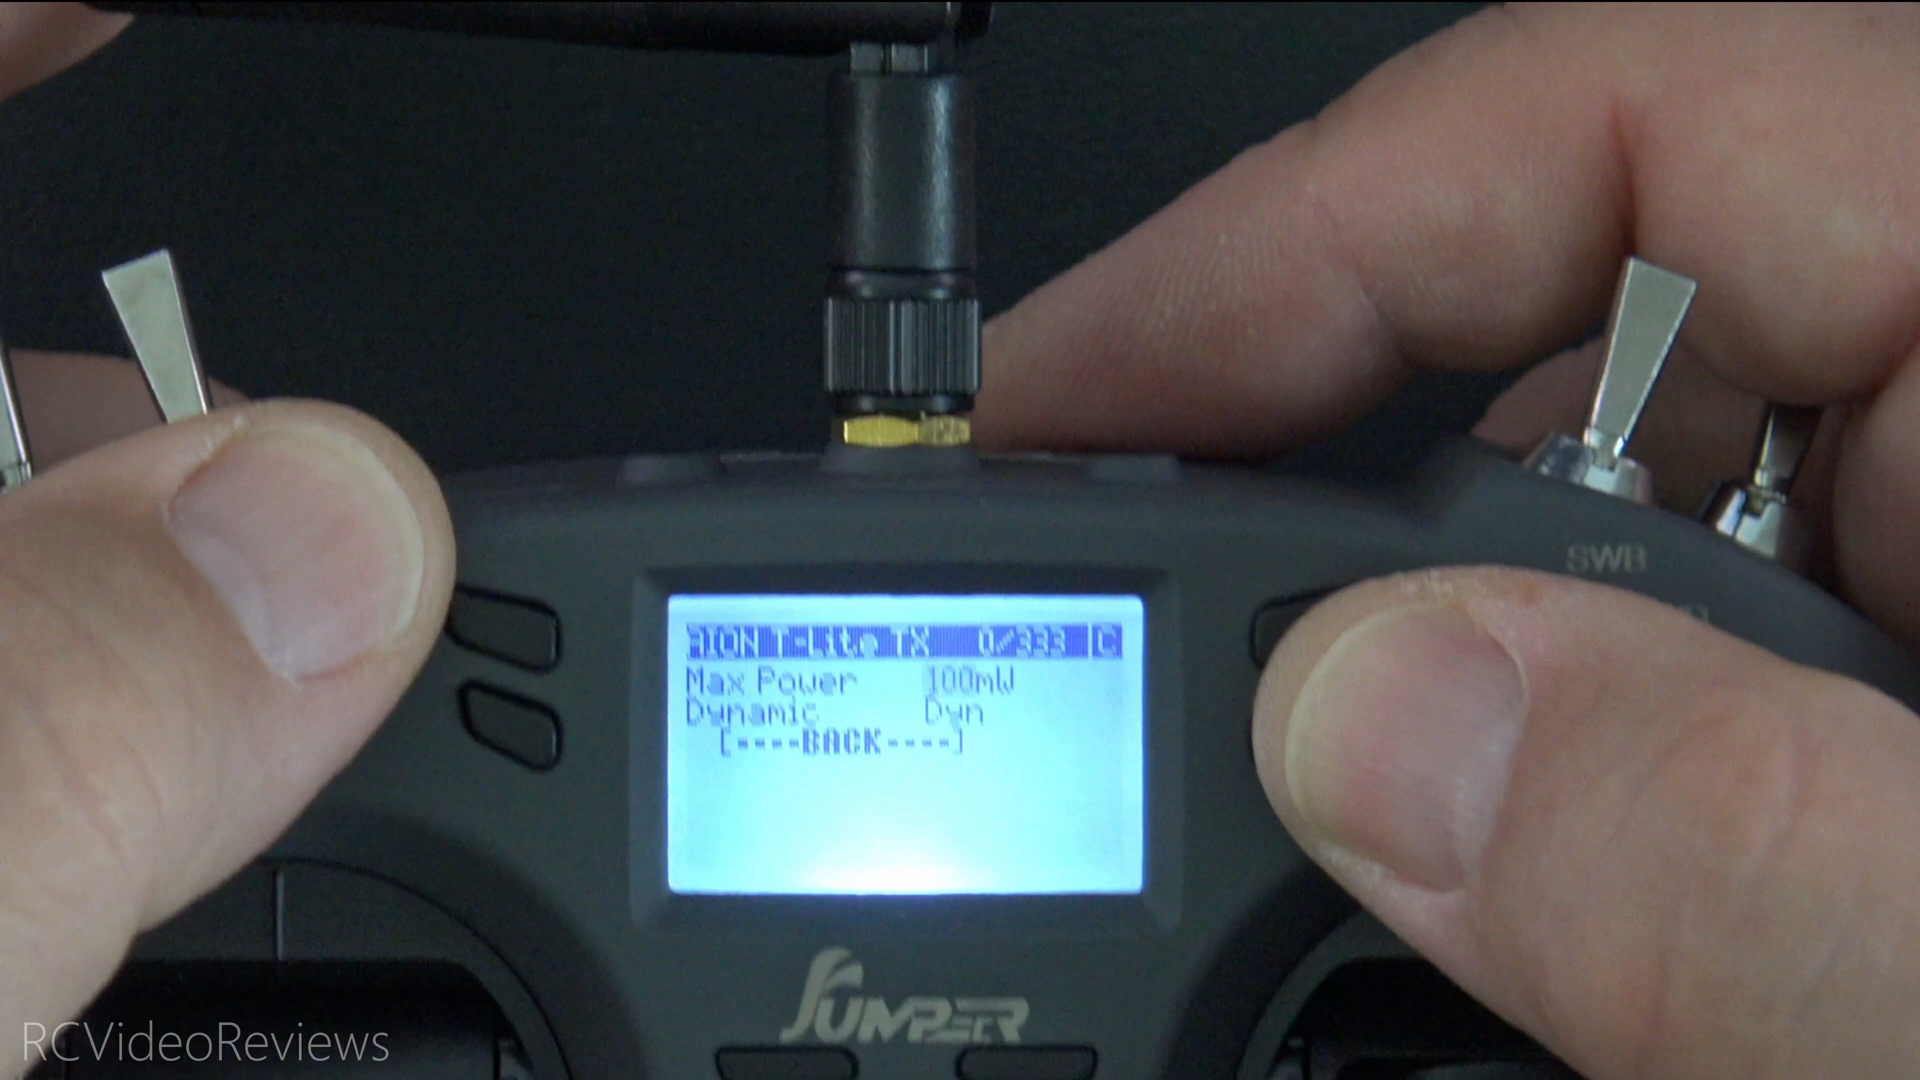 SWB
AION T-Lite TX 0/333 |C
Max Power 100mW
Dynamic Dyn
[----BACK----]
JUMPER
RCVideoReviews